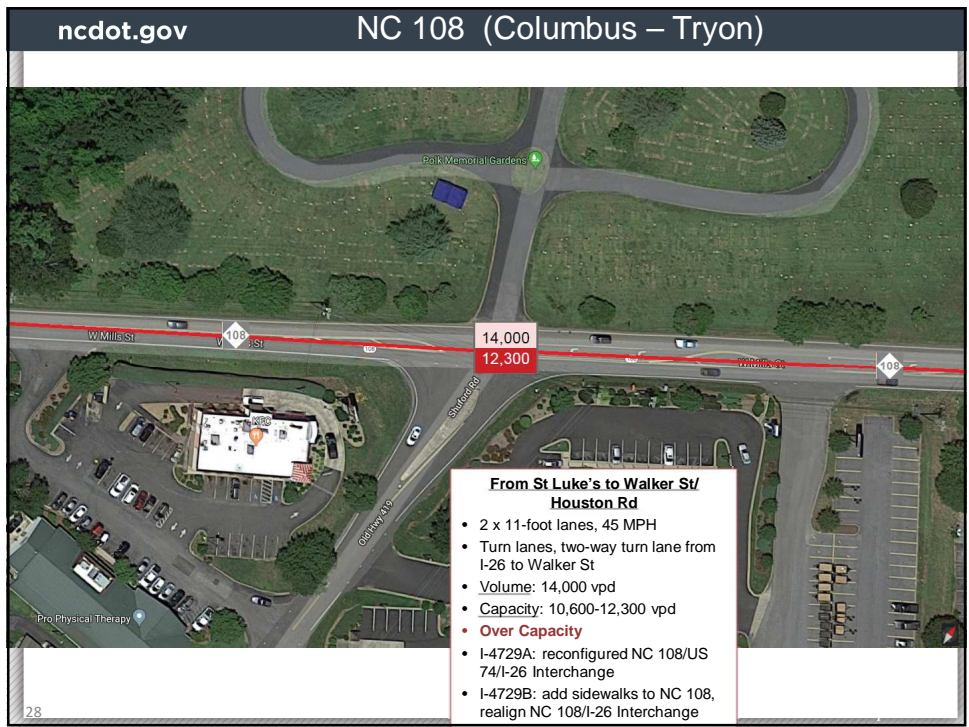 ncdot.gov
NC 108 (Columbus – Tryon)
Polk Memorial Gardens
W Mills St
108
14,000
12,300
108
W Mills St
108
Shuford Rd
KFC
Old Hwy 419
Pro Physical Therapy
From St Luke's to Walker St/
Houston Rd
• 2 x 11-foot lanes, 45 MPH
• Turn lanes, two-way turn lane from
I-26 to Walker St
• Volume: 14,000 vpd
• Capacity: 10,600-12,300 vpd
• Over Capacity
• I-4729A: reconfigured NC 108/US
74/I-26 Interchange
• I-4729B: add sidewalks to NC 108,
realign NC 108/I-26 Interchange
28